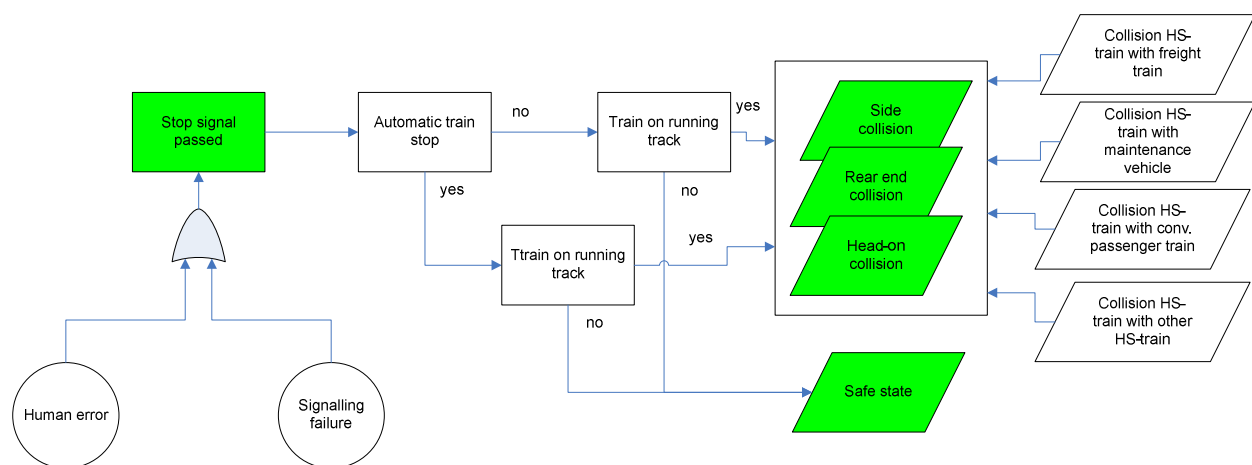 Stop signal
passed
Automatic train
stop
no
yes
Train on running
track
yes
no
Ttrain on running
track
yes
no
Side
collision
Rear end
collision
Head-on
collision
Safe state
Collision HS-
train with freight
train
Collision HS-
train with
maintenance
vehicle
Collision HS-
train with conv.
passenger train
Collision HS-
train with other
HS-train
Human error
Signalling
failure